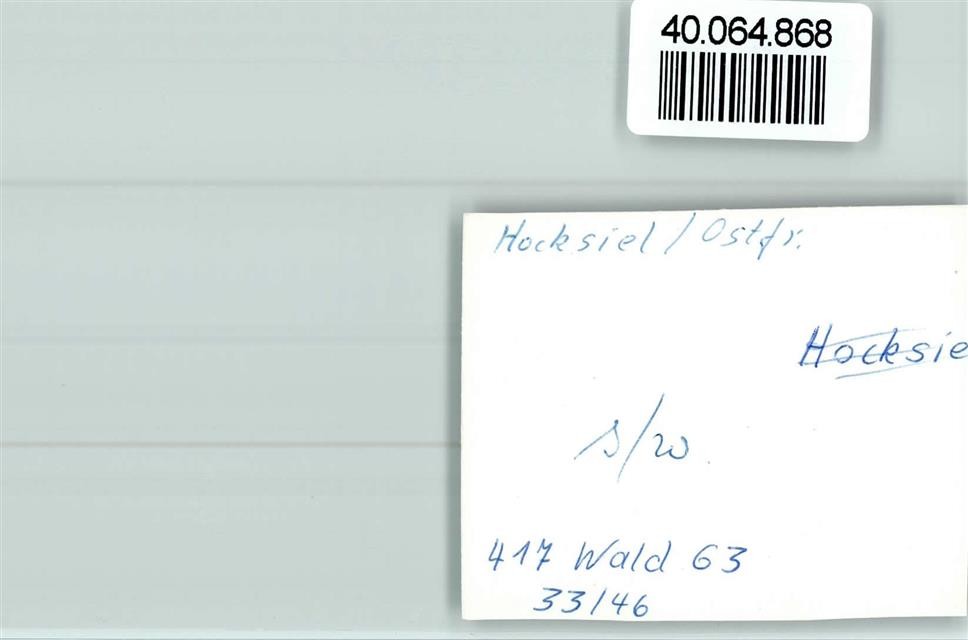 40.064.868
Hocksiel / Ostfr.
Hocksie
s/w
417 Wald 63
33/46